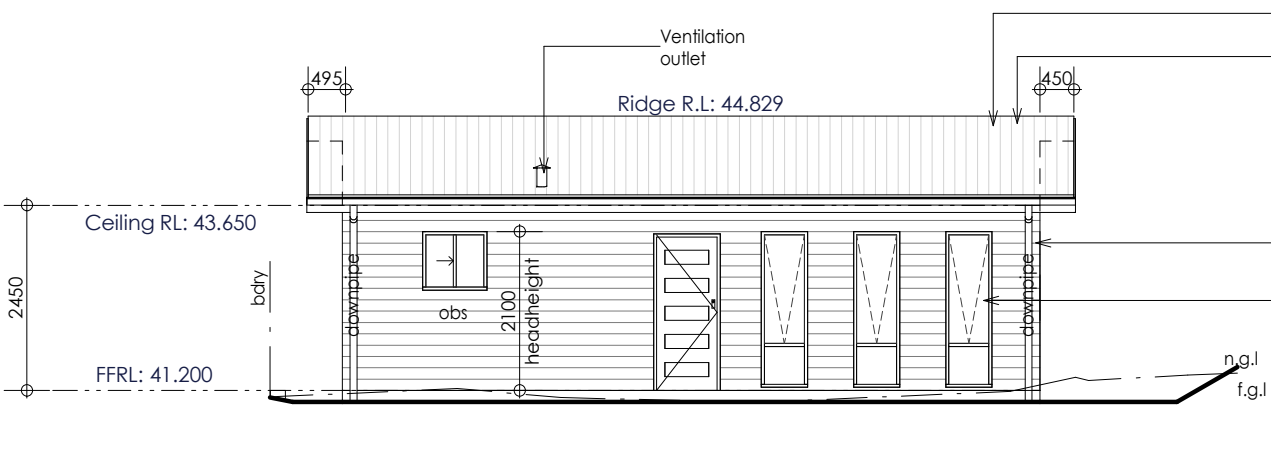 Ventilation
outlet
495
450
Ridge R.L: 44.829
Ceiling RL: 43.650
2450
bdry
downpipe
obs
2100
headheight
downpipe
FFRL: 41.200
n.g.l
f.g.l